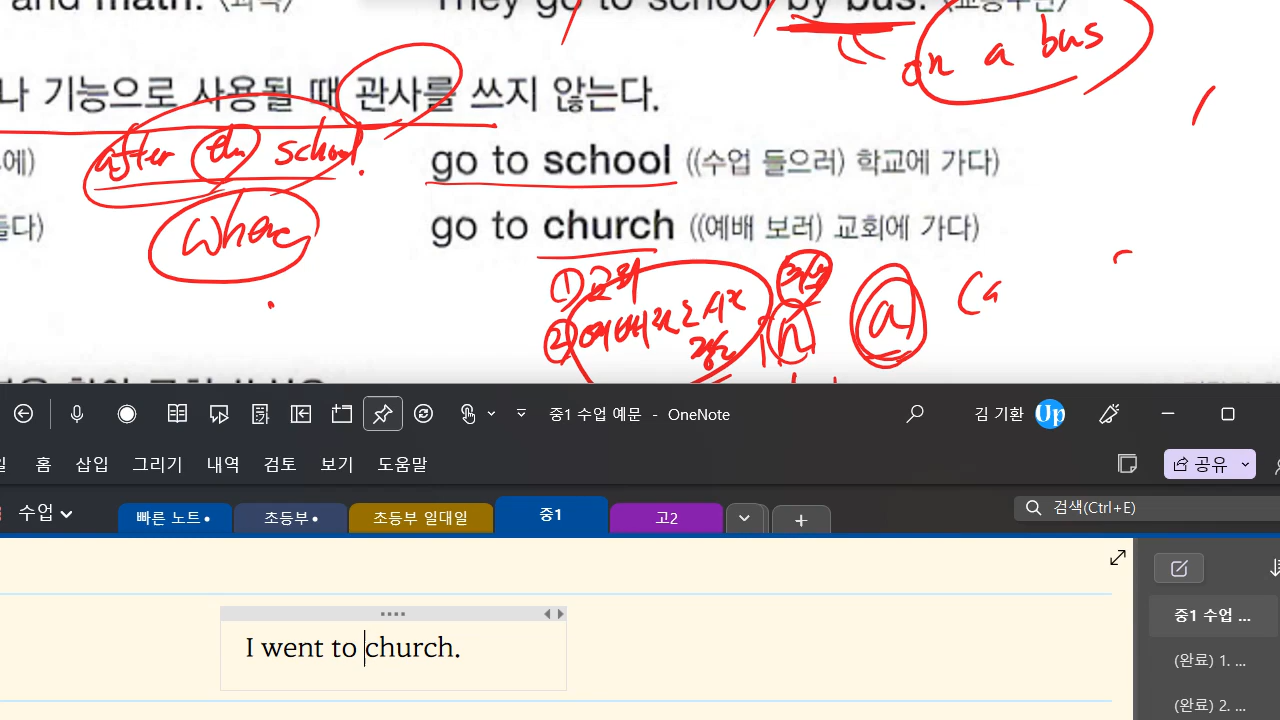 and math. (과목)
They go to school by bus. (교통수단)
on a bus
나 기능으로 사용될 때 관사를 쓰지 않는다.
after the school
에)
go to school ((수업 들으러) 학교에 가다)
where
들다)
go to church ((예배 보러) 교회에 가다)
① 교회
② 예배
n
a
(a
중1 수업 예문 - OneNote
김 기환
Up
일 홈 삽입 그리기 내역 검토 보기 도움말
공유
수업
빠른 노트•
초등부•
초등부 일대일
중1
고2
+
검색(Ctrl+E)
I went to church.
중1 수업 ...
(완료) 1. ...
(완료) 2. ...